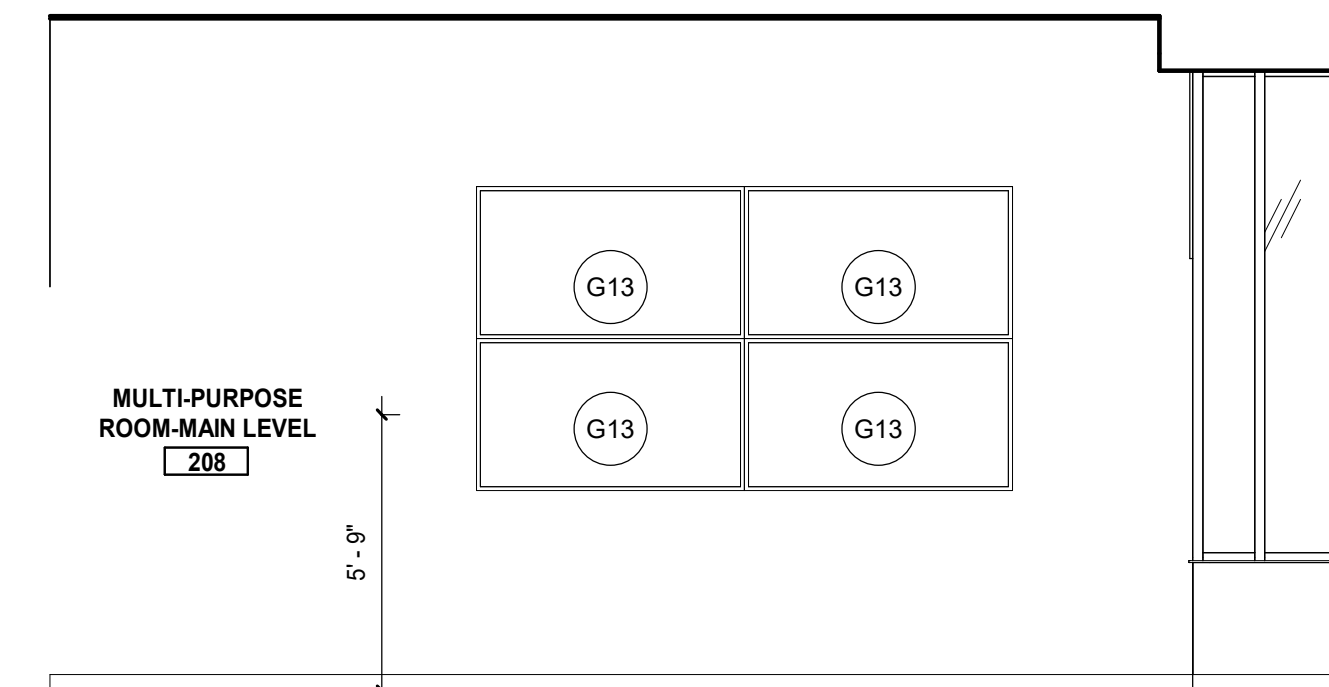 G13
G13
MULTI-PURPOSE
ROOM-MAIN LEVEL
208
G13
G13
5' - 9"